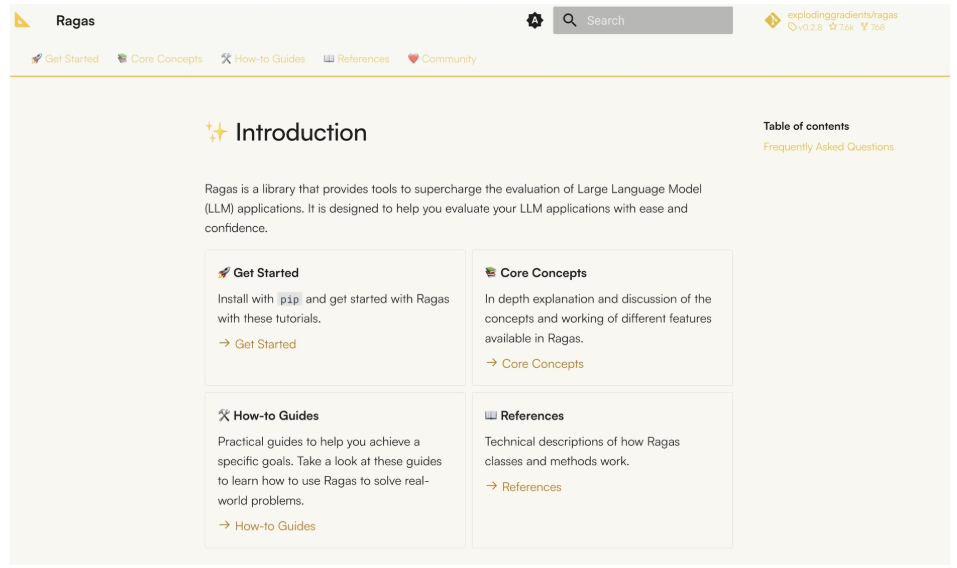 Ragas
Search
explodinggradients/ragas
v0.2.8 7.6k 768
Get Started Core Concepts How-to Guides References Community
Introduction
Table of contents
Frequently Asked Questions
Ragas is a library that provides tools to supercharge the evaluation of Large Language Model
(LLM) applications. It is designed to help you evaluate your LLM applications with ease and
confidence.
Get Started
Install with pip and get started with Ragas
with these tutorials.
→ Get Started
Core Concepts
In depth explanation and discussion of the
concepts and working of different features
available in Ragas.
→ Core Concepts
How-to Guides
Practical guides to help you achieve a
specific goals. Take a look at these guides
to learn how to use Ragas to solve real-
world problems.
→ How-to Guides
References
Technical descriptions of how Ragas
classes and methods work.
→ References